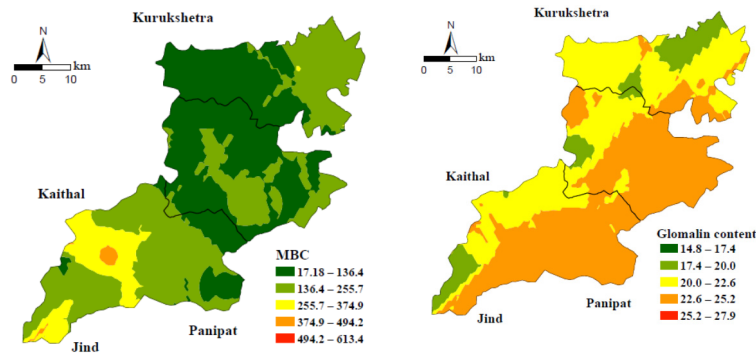 Kurukshetra
N
0 5 10 km
Kaithal
MBC
17.18 – 136.4
136.4 – 255.7
255.7 – 374.9
374.9 – 494.2
494.2 – 613.4
Panipat
Jind
Kurukshetra
N
0 5 10 km
Kaithal
Glomalin content
14.8 – 17.4
17.4 – 20.0
20.0 – 22.6
22.6 – 25.2
25.2 – 27.9
Panipat
Jind